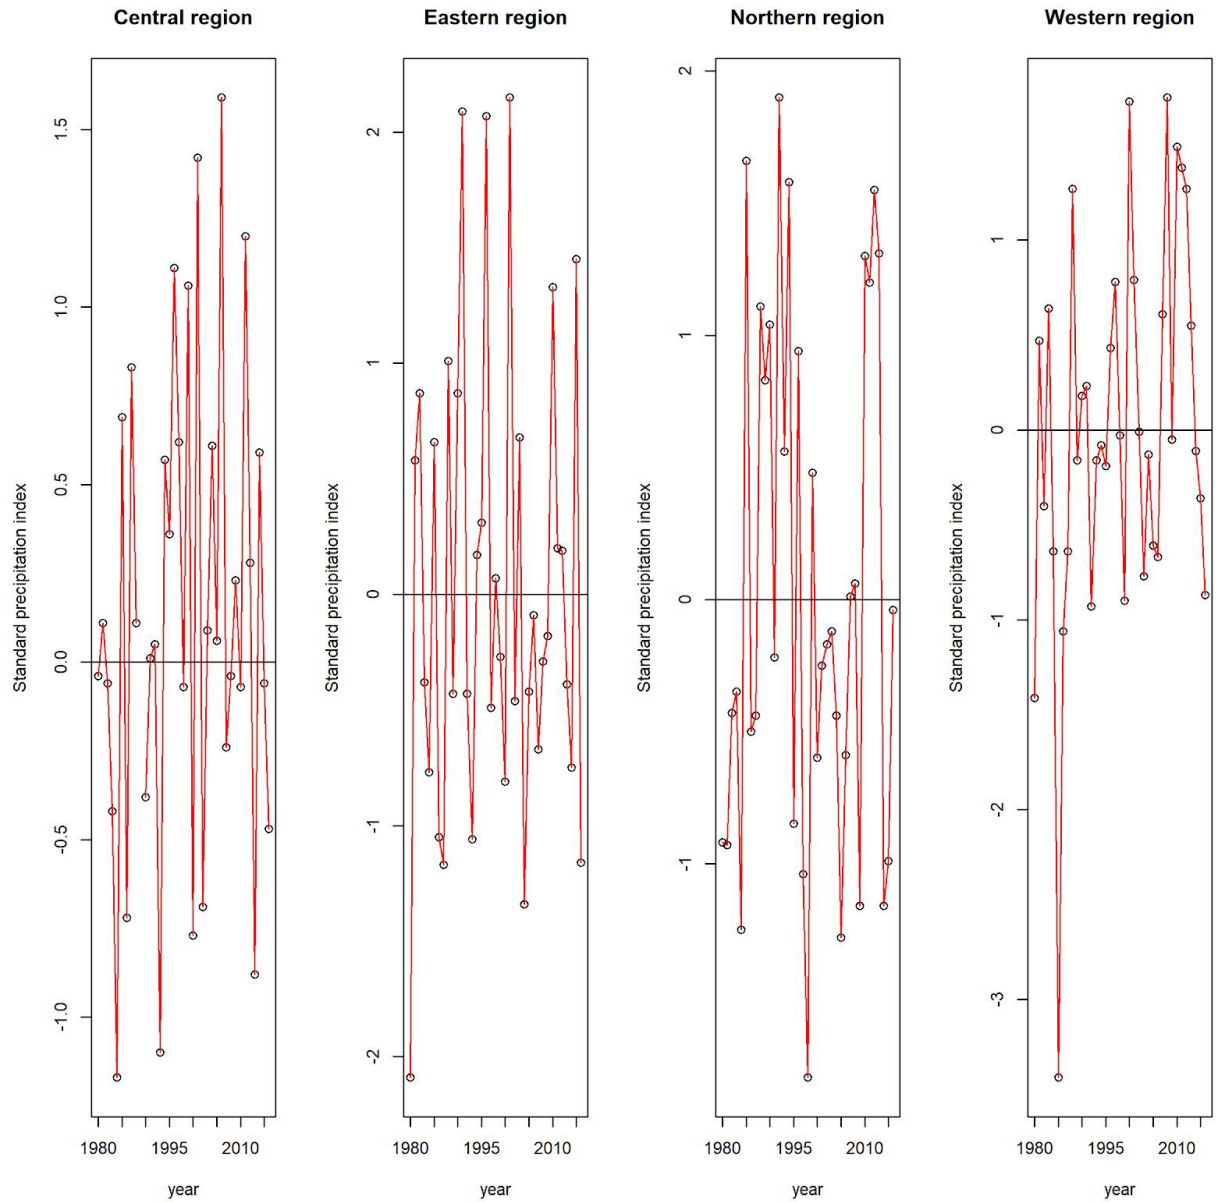 Central region
Standard precipitation index
1.5
1.0
0.5
0.0
-0.5
-1.0
1980 1995 2010
year
Eastern region
Standard precipitation index
2
1
0
-1
-2
1980 1995 2010
year
Northern region
Standard precipitation index
2
1
0
-1
1980 1995 2010
year
Western region
Standard precipitation index
1
0
-1
-2
-3
1980 1995 2010
year